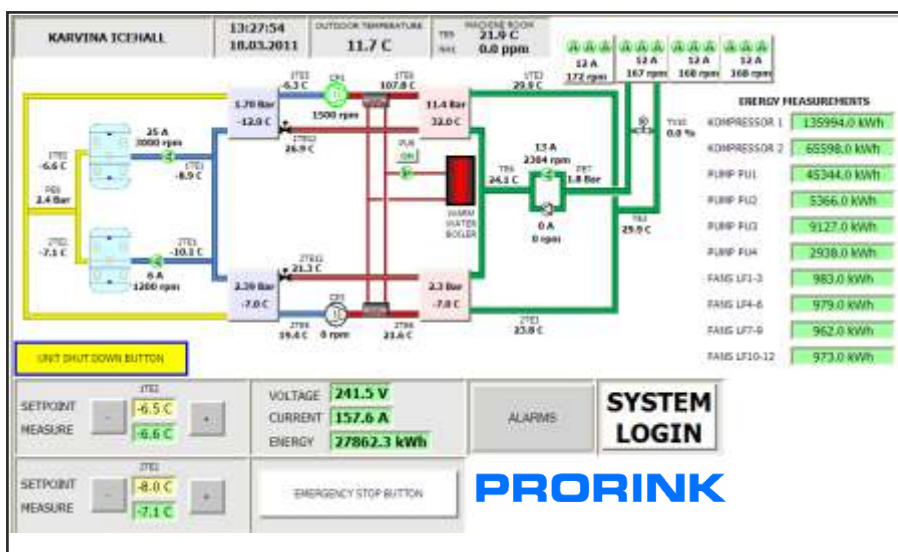 KARVINA ICEHALL
13:27:54
18.03.2011
OUTDOOR TEMPERATURE
11.7 C
MACHINE ROOM
21.9 C
0.0 ppm
12 A
172 rpm
12 A
167 rpm
12 A
168 rpm
12 A
168 rpm
-6.3 C
CP1
1500 rpm
107.8 C
29.9 C
1.70 Bar
-12.9 C
11.4 Bar
32.0 C
26.9 C
25 A
3000 rpm
-6.6 C
-8.9 C
2.4 Bar
-7.1 C
-10.1 C
6 A
1200 rpm
ON
WARM
WATER
BOILER
24.1 C
13 A
2304 rpm
1.8 Bar
0 A
0 rpm
0.0 %
29.9 C
21.3 C
2.39 Bar
-7.0 C
2.3 Bar
-7.0 C
19.4 C
0 rpm
21.6 C
23.8 C
ENERGY MEASUREMENTS
KOMPRESSOR 1 135994.0 kWh
KOMPRESSOR 2 65598.0 kWh
PUMP PU1 45344.0 kWh
PUMP PU2 5366.0 kWh
PUMP PU3 9127.0 kWh
PUMP PU4 2938.0 kWh
FANS LF1-3 983.0 kWh
FANS LF4-6 979.0 kWh
FANS LF7-9 962.0 kWh
FANS LF10-12 973.0 kWh
UNIT SHUT DOWN BUTTON
1TE2
SETPOINT - -6.5 C +
MEASURE -6.6 C
VOLTAGE 241.5 V
CURRENT 157.6 A
ENERGY 27862.3 kWh
ALARMS
SYSTEM
LOGIN
2TE2
SETPOINT - -8.0 C +
MEASURE -7.1 C
EMERGENCY STOP BUTTON
PRORINK